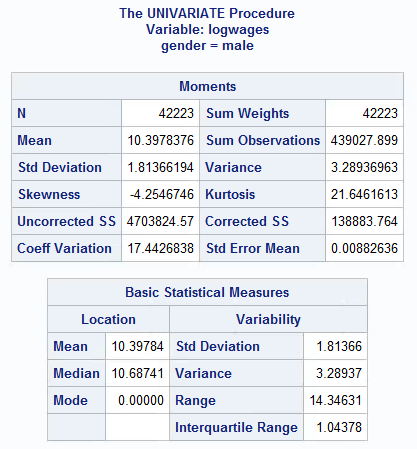 The UNIVARIATE Procedure
Variable: logwages
gender = male
Moments
N 42223 Sum Weights 42223
Mean 10.3978376 Sum Observations 439027.899
Std Deviation 1.81366194 Variance 3.28936963
Skewness -4.2546746 Kurtosis 21.6461613
Uncorrected SS 4703824.57 Corrected SS 138883.764
Coeff Variation 17.4426838 Std Error Mean 0.00882636
Basic Statistical Measures
Location Variability
Mean 10.39784 Std Deviation 1.81366
Median 10.68741 Variance 3.28937
Mode 0.00000 Range 14.34631
Interquartile Range 1.04378